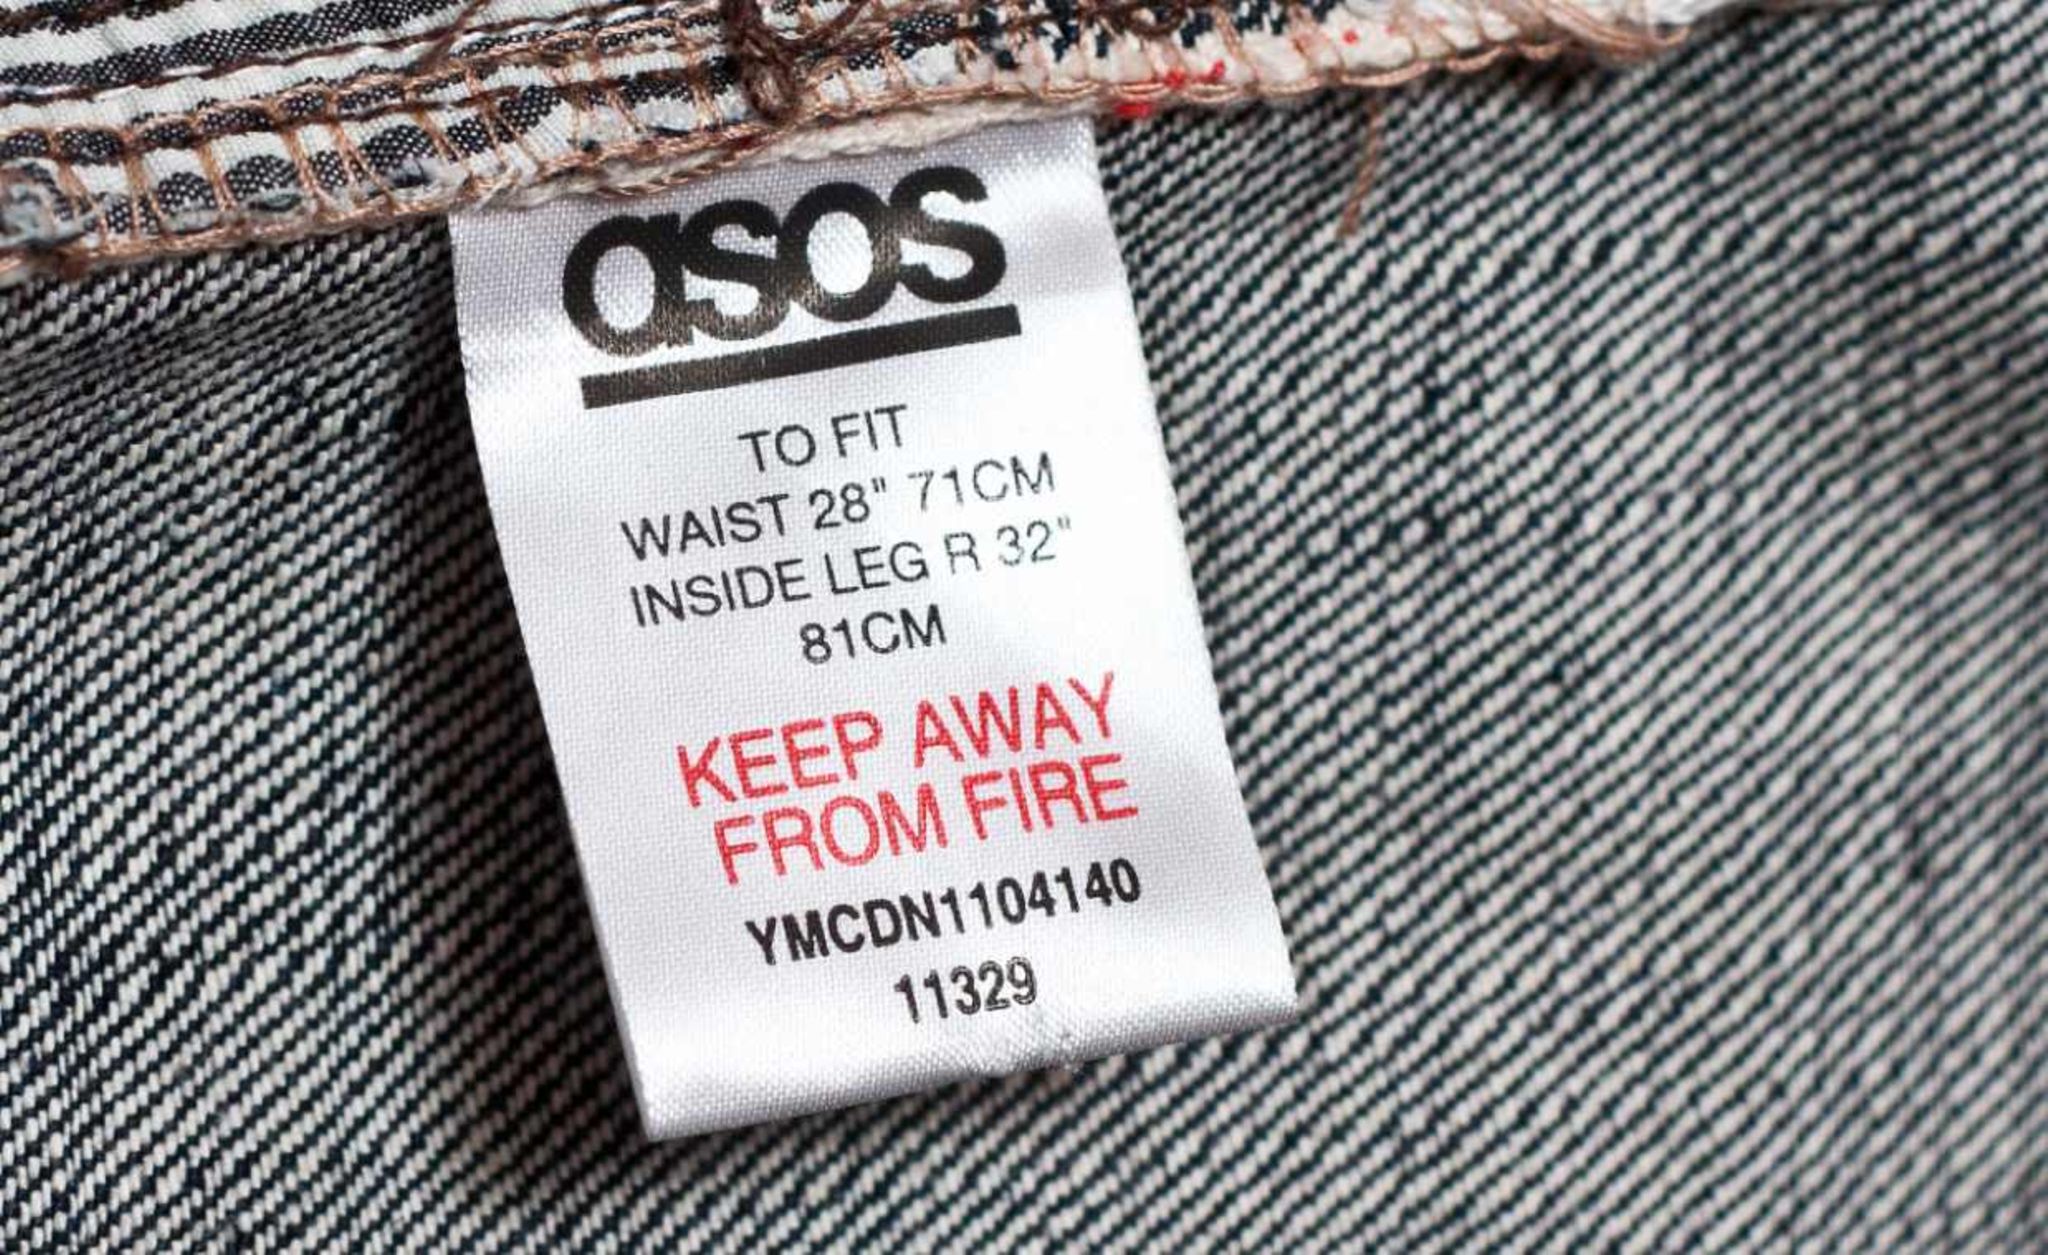 asos
TO FIT
WAIST 28" 71CM
INSIDE LEG R 32"
81CM
KEEP AWAY
FROM FIRE
YMCDN1104140
11329